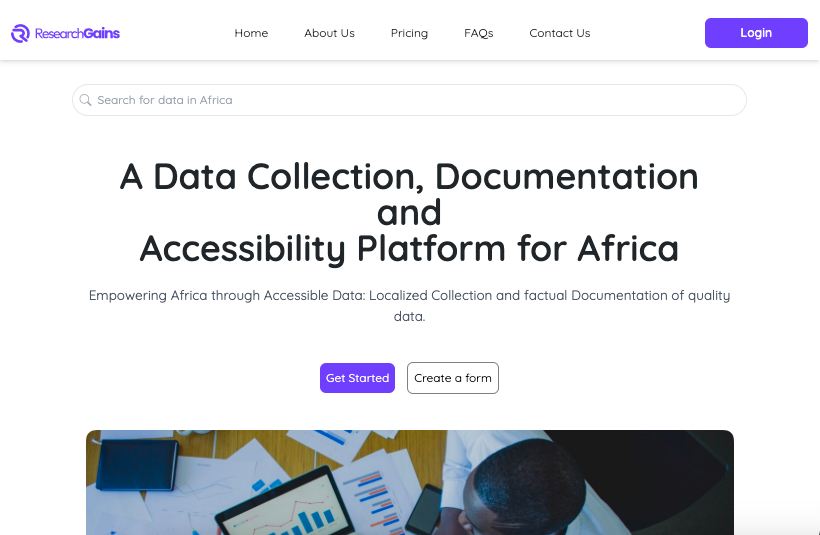 ResearchGains
Home
About Us
Pricing
FAQs
Contact Us
Login
Search for data in Africa
A Data Collection, Documentation
and
Accessibility Platform for Africa
Empowering Africa through Accessible Data: Localized Collection and factual Documentation of quality
data.
Get Started
Create a form